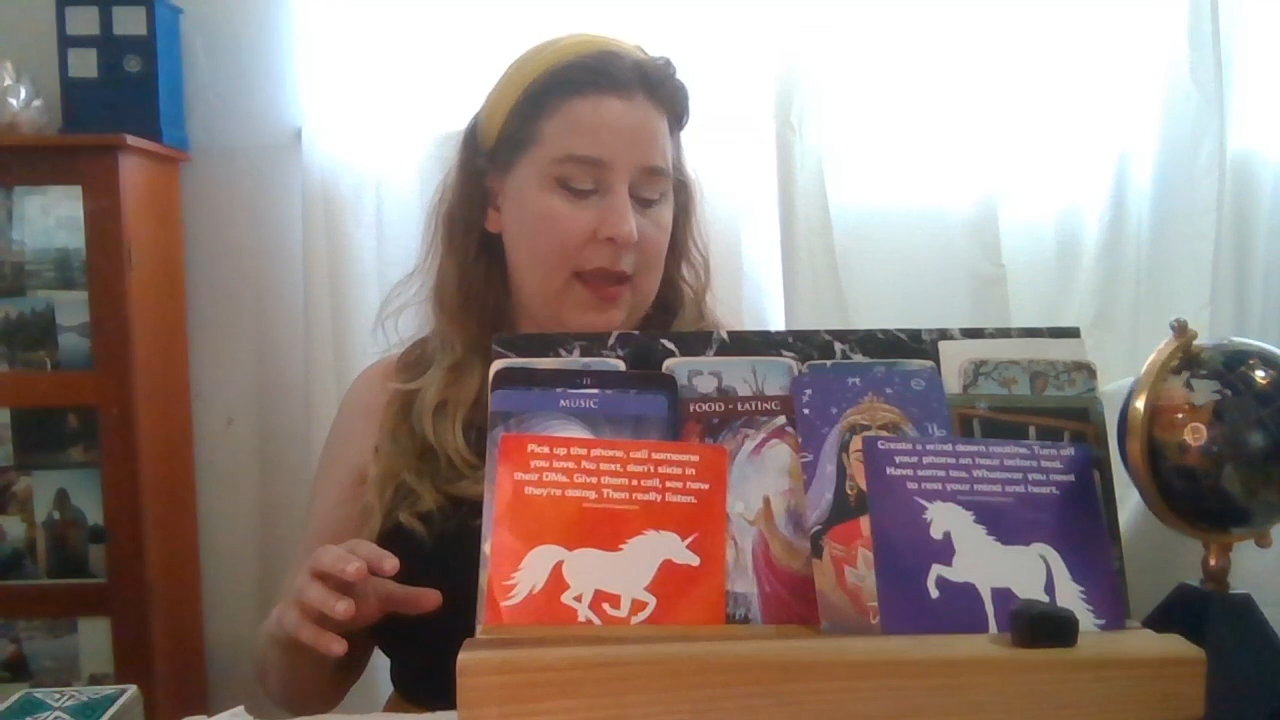 · II ·
MUSIC
FOOD - EATING
Pick up the phone, call someone
you love. No text, don't slide in
their DMs. Give them a call, see how
they're doing. Then really listen.
Create a wind down routine. Turn off
your phone an hour before bed.
Have some tea. Whatever you need
to rest your mind and heart.